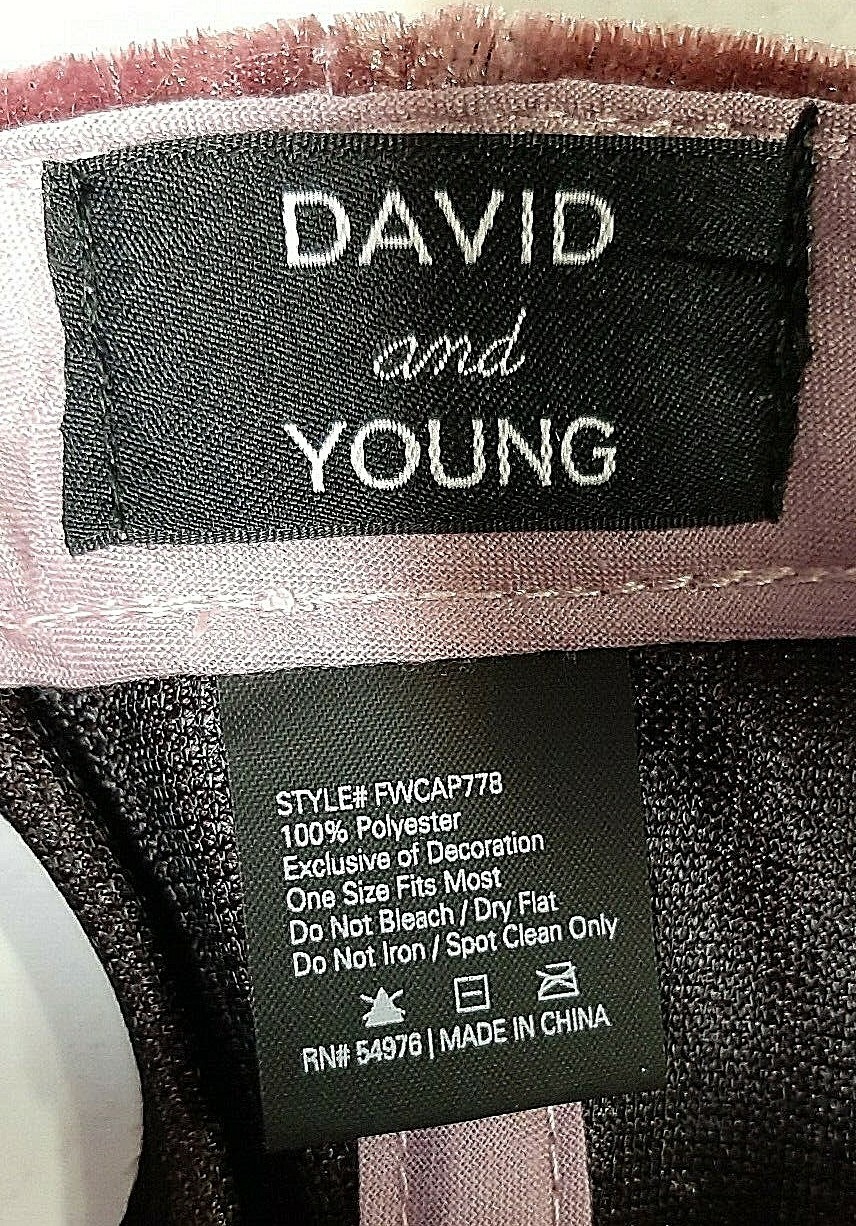 DAVID
and
YOUNG
STYLE# FWCAP778
100% Polyester
Exclusive of Decoration
One Size Fits Most
Do Not Bleach / Dry Flat
Do Not Iron / Spot Clean Only
RN# 54976 | MADE IN CHINA